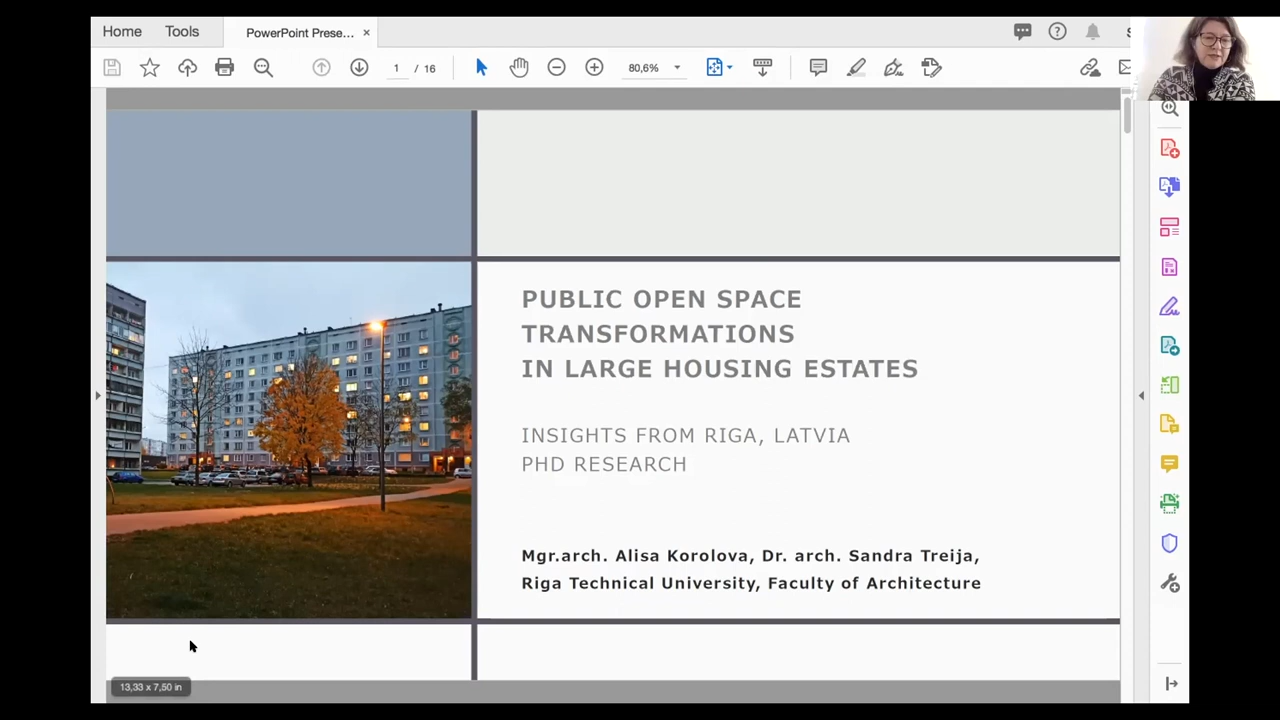 Home
Tools
PowerPoint Prese... ×
1 / 16
80,6%
PUBLIC OPEN SPACE
TRANSFORMATIONS
IN LARGE HOUSING ESTATES
INSIGHTS FROM RIGA, LATVIA
PHD RESEARCH
Mgr.arch. Alisa Korolova, Dr. arch. Sandra Treija,
Riga Technical University, Faculty of Architecture
13,33 x 7,50 in